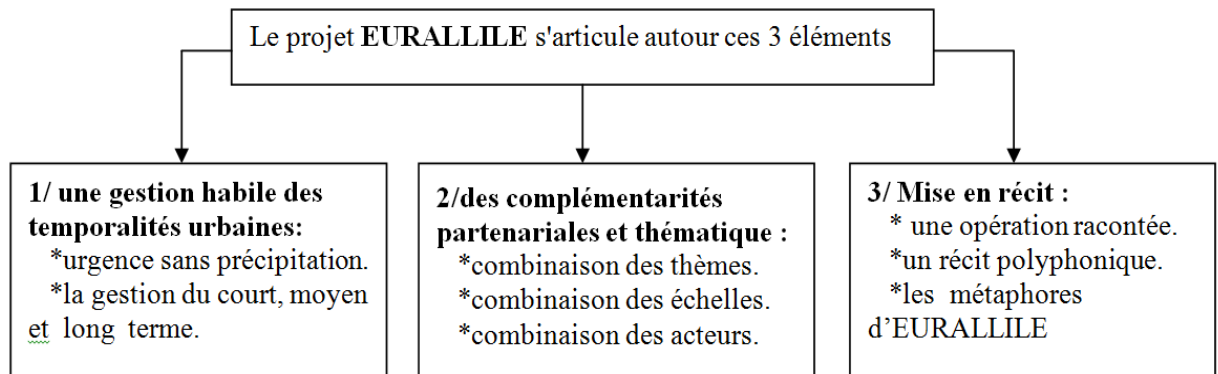 Le projet EURALLILE s'articule autour ces 3 éléments
1/ une gestion habile des
temporalités urbaines:
*urgence sans précipitation.
*la gestion du court, moyen
et long terme.
2/des complémentarités
partenariales et thématique :
*combinaison des thèmes.
*combinaison des échelles.
*combinaison des acteurs.
3/ Mise en récit :
* une opération racontée.
*un récit polyphonique.
*les métaphores
d’EURALLILE